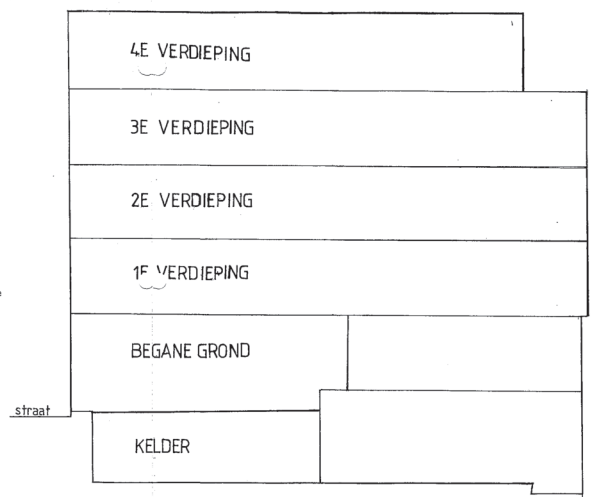 4E VERDIEPING
3E VERDIEPING
2E VERDIEPING
1E VERDIEPING
BEGANE GROND
straat
KELDER